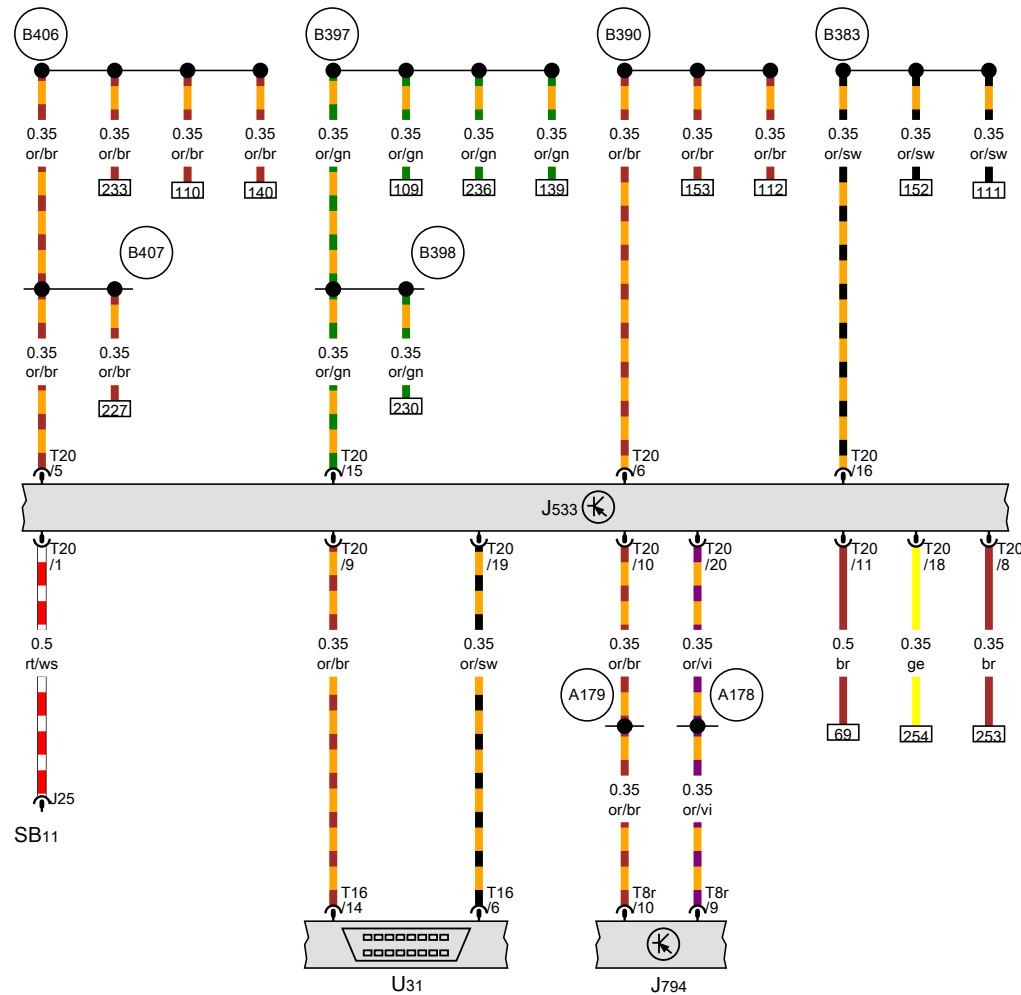 B406 B397 B390 B383
0.35 0.35 0.35 0.35 0.35 0.35 0.35 0.35 0.35 0.35 0.35 0.35 0.35 0.35
or/br or/br or/br or/br or/gn or/gn or/gn or/gn or/br or/br or/br or/sw or/sw or/sw
233 110 140 109 236 139 153 112 152 111
B407 B398
0.35 0.35 0.35 0.35
or/br or/br or/gn or/gn
227 230
T20 T20 T20 T20
/5 /15 /6 /16
J533
T20 T20 T20 T20 T20 T20 T20 T20
/1 /9 /19 /10 /20 /11 /18 /8
0.5 0.35 0.35 0.35 0.35 0.5 0.35 0.35
rt/ws or/br or/sw or/br or/vi br ge br
A179 A178
69 254 253
0.35 0.35
or/br or/vi
J25
SB11
T16 T16 T8r T8r
/14 /6 /10 /9
U31 J794